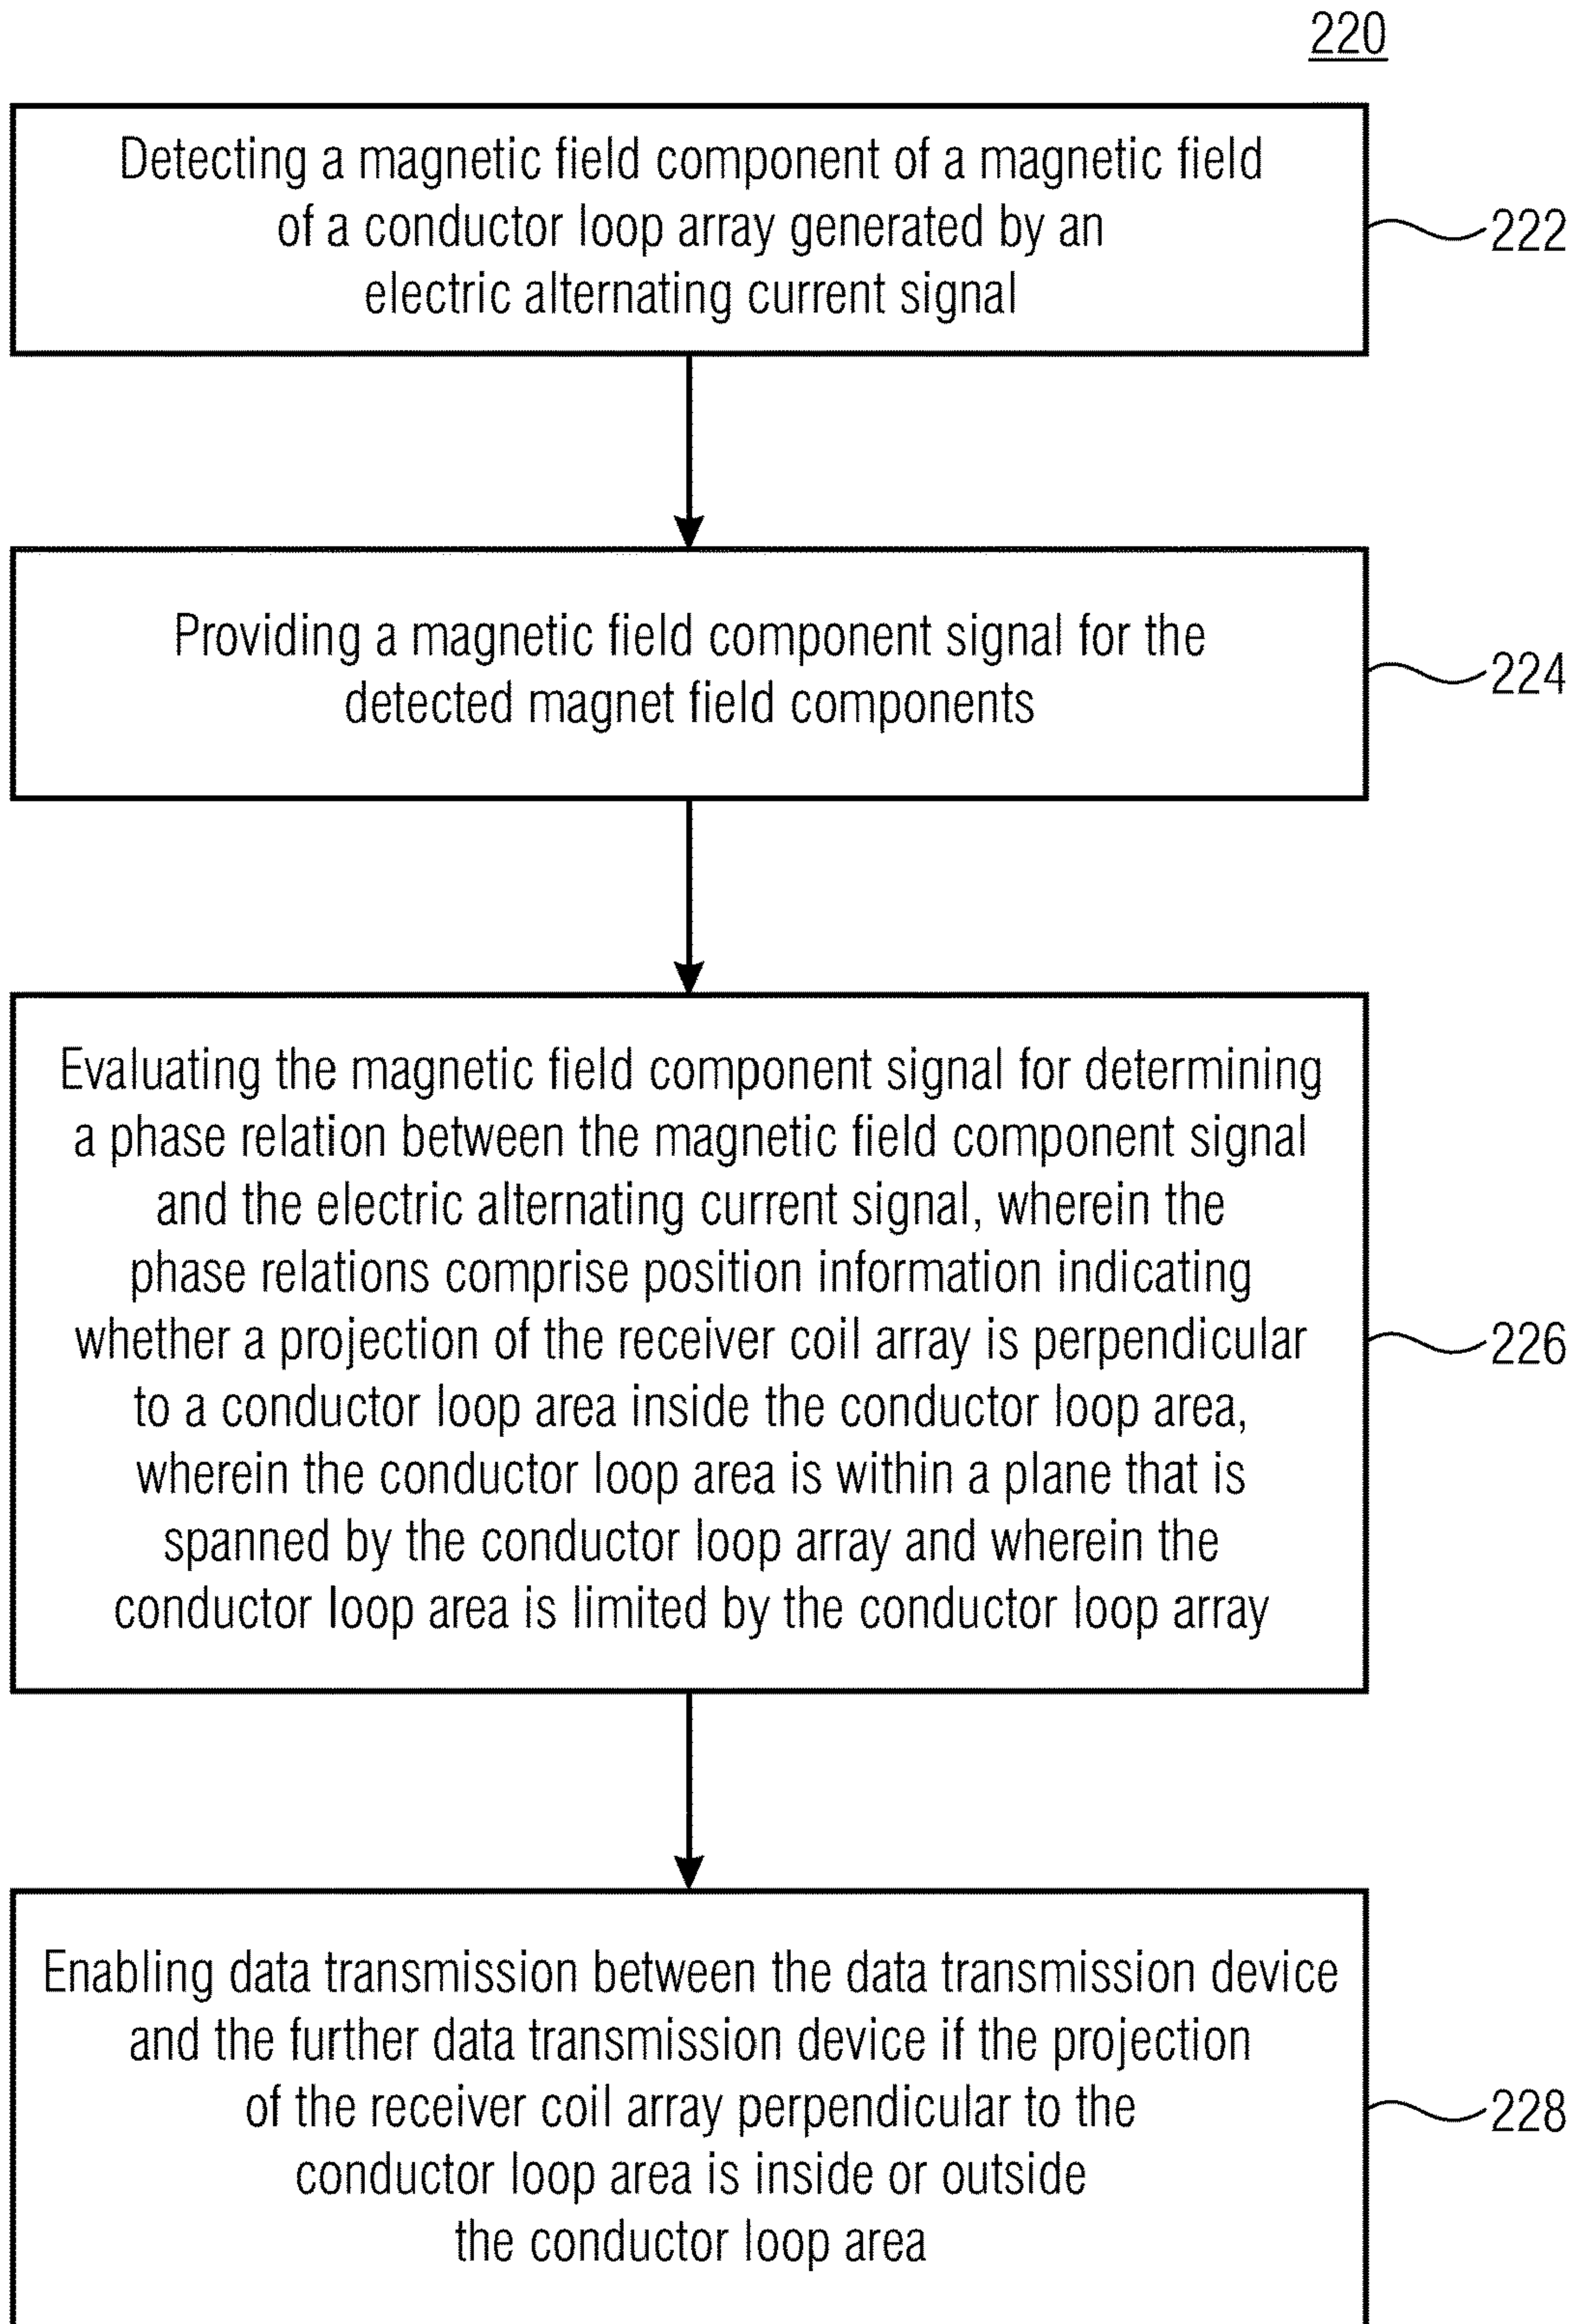 220
Detecting a magnetic field component of a magnetic field
of a conductor loop array generated by an
electric alternating current signal
222
Providing a magnetic field component signal for the
detected magnet field components
224
Evaluating the magnetic field component signal for determining
a phase relation between the magnetic field component signal
and the electric alternating current signal, wherein the
phase relations comprise position information indicating
whether a projection of the receiver coil array is perpendicular
to a conductor loop area inside the conductor loop area,
wherein the conductor loop area is within a plane that is
spanned by the conductor loop array and wherein the
conductor loop area is limited by the conductor loop array
226
Enabling data transmission between the data transmission device
and the further data transmission device if the projection
of the receiver coil array perpendicular to the
conductor loop area is inside or outside
the conductor loop area
228